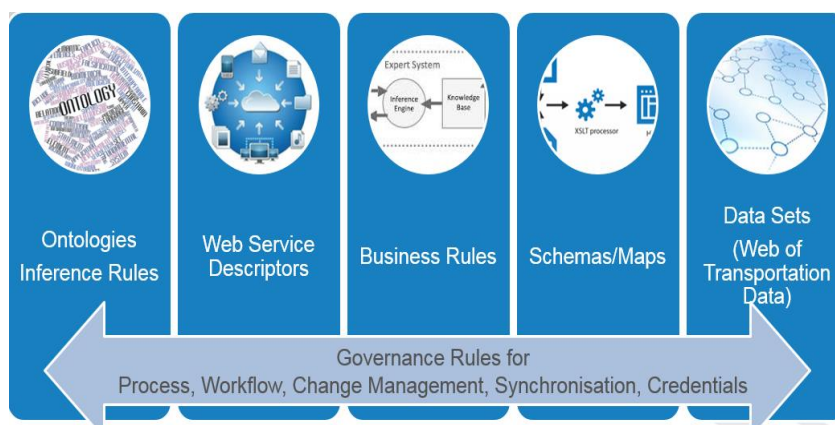 ONTOLOGY
Expert System
Inference
Engine
Knowledge
Base
XSLT processor
Ontologies
Inference Rules
Web Service
Descriptors
Business Rules
Schemas/Maps
Data Sets
(Web of
Transportation
Data)
Governance Rules for
Process, Workflow, Change Management, Synchronisation, Credentials